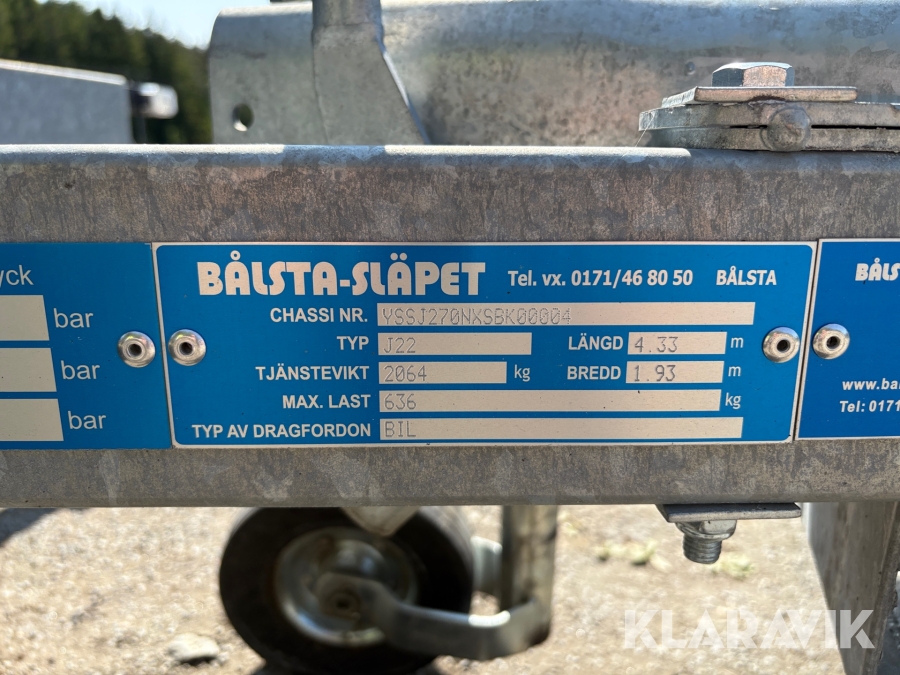 yck
bar
bar
bar
BÅLSTA-SLÄPET Tel. vx. 0171/46 80 50 BÅLSTA
CHASSI NR. YSSJ270NXSBK00004
TYP J22 LÄNGD 4.33 m
TJÄNSTEVIKT 2064 kg BREDD 1.93 m
MAX. LAST 636 kg
TYP AV DRAGFORDON BIL
BÅLS
www.ba
Tel: 0171
KLARAVIK